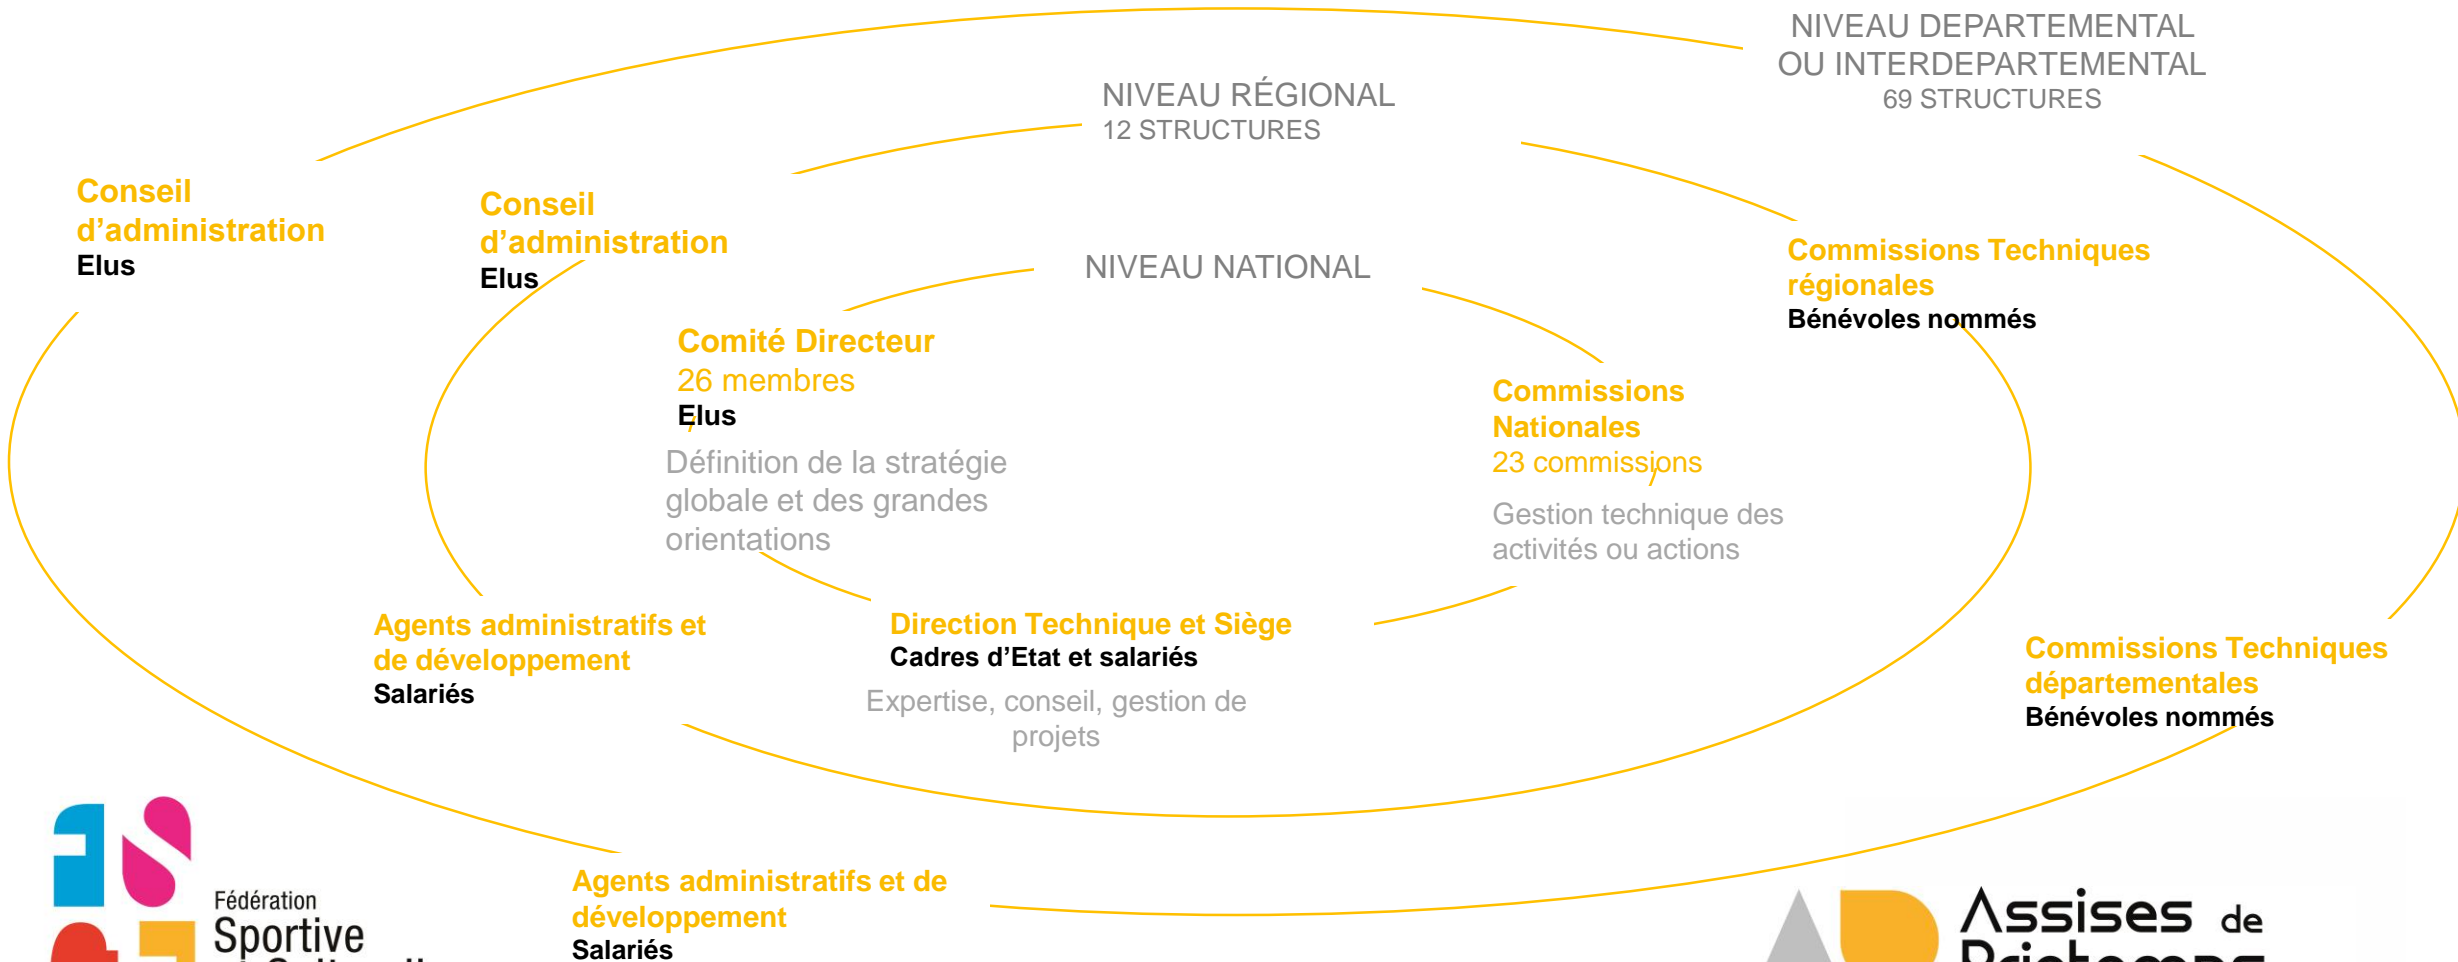 NIVEAU DEPARTEMENTAL
OU INTERDEPARTEMENTAL
69 STRUCTURES
NIVEAU RÉGIONAL
12 STRUCTURES
Conseil
d’administration
Elus
Conseil
d’administration
Elus
NIVEAU NATIONAL
Commissions Techniques
régionales
Bénévoles nommés
Comité Directeur
26 membres
Elus
Définition de la stratégie
globale et des grandes
orientations
Commissions
Nationales
23 commissions
Gestion technique des
activités ou actions
Agents administratifs et
de développement
Salariés
Direction Technique et Siège
Cadres d’Etat et salariés
Expertise, conseil, gestion de
projets
Commissions Techniques
départementales
Bénévoles nommés
Agents administratifs et de
développement
Salariés
Fédération
Sportive
Assises de
Printemps